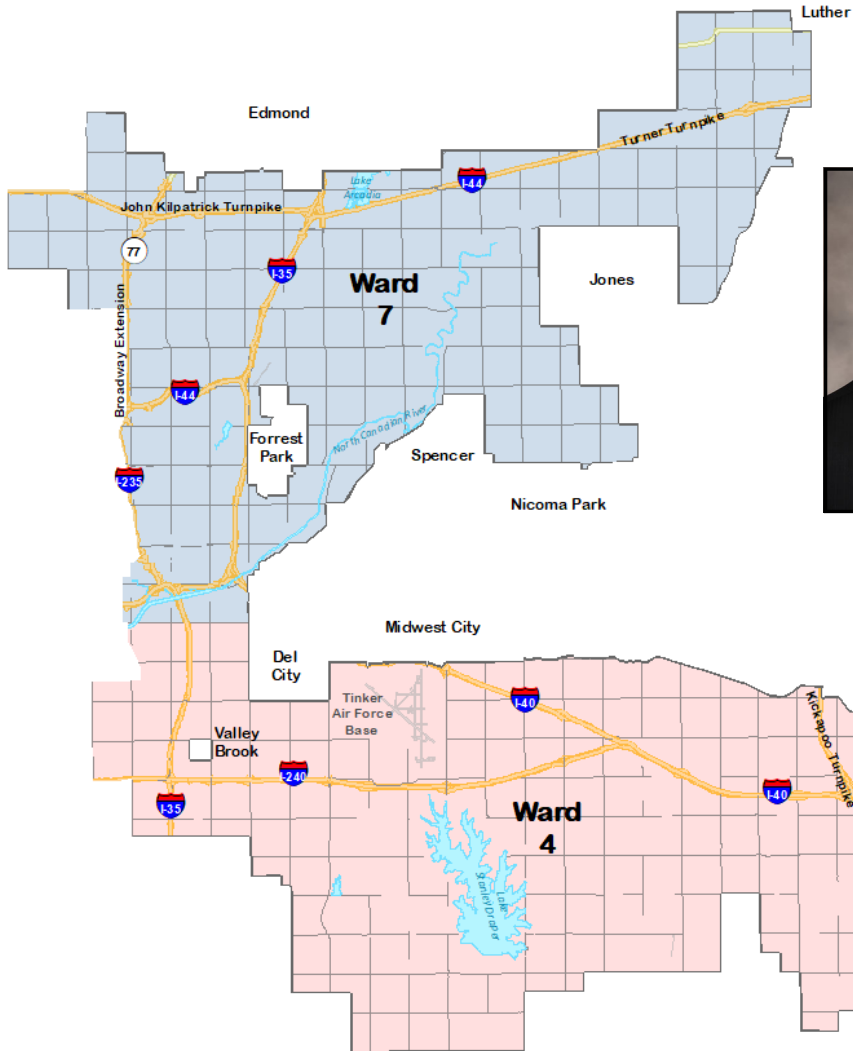 Luther
Edmond
Turner Turnpike
Lake
Arcadia
I-44
John Kilpatrick Turnpike
77
I-35
Ward
7
Jones
Broadway Extension
I-44
North Canadian River
Forrest
Park
Spencer
I-235
Nicoma Park
Midwest City
Del
City
Tinker
Air Force
Base
I-40
Kickapoo Turnpike
Valley
Brook
I-240
I-40
I-35
Ward
4
Lake
Stanley Draper